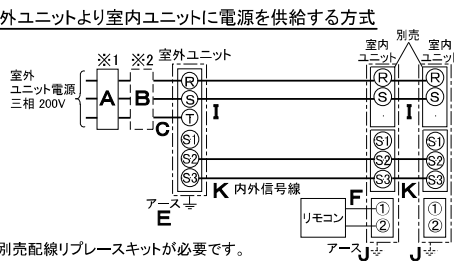 外ユニットより室内ユニットに電源を供給する方式
別売
※1 ※2 室外ユニット 室内ユニット 室内ユニット
室外
ユニット電源
三相 200V
A B
R R R
S S S
T
I I
C
S1 S1 S1
S2 S2 S2
S3 S3 S3
K 内外信号線 K
アース
E
F
リモコン
① ①
② ②
アース J J
別売配線リプレースキットが必要です。